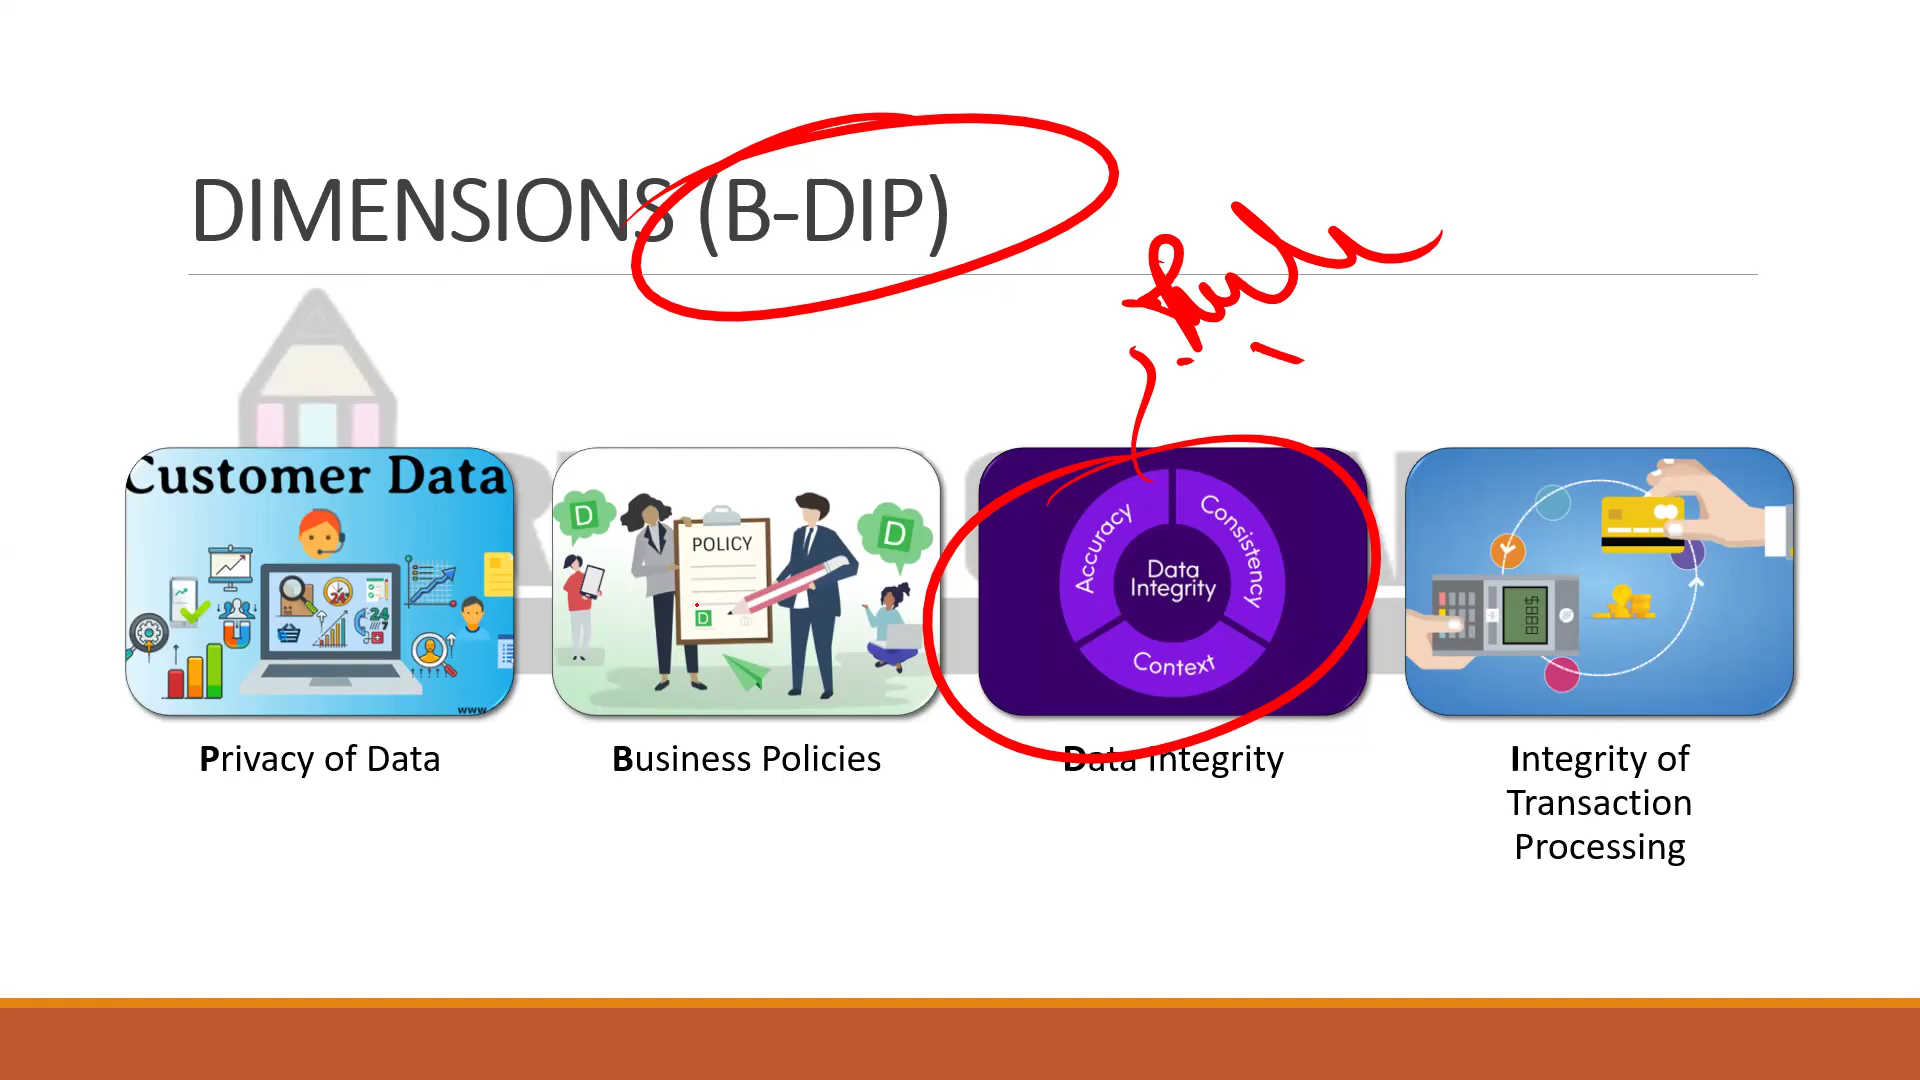 DIMENSIONS (B-DIP)
Customer Data
www.
D
POLICY
D
D
Accuracy
Consistency
Data
Integrity
Context
Privacy of Data
Business Policies
Data Integrity
Integrity of
Transaction
Processing